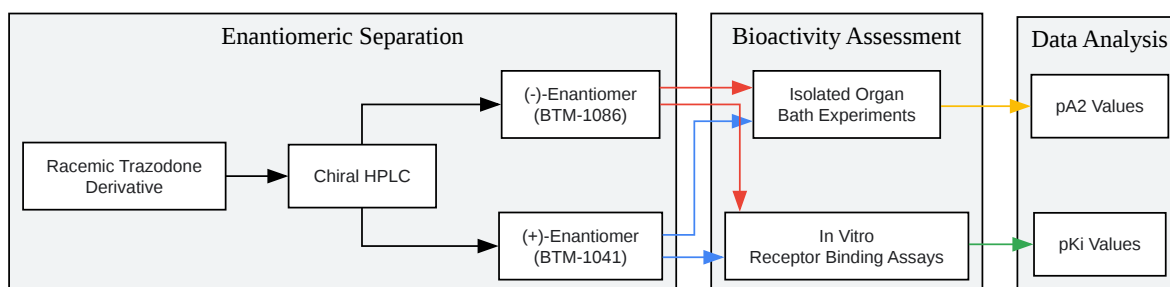 Enantiomeric Separation
Racemic Trazodone
Derivative
Chiral HPLC
(-)-Enantiomer
(BTM-1086)
(+)-Enantiomer
(BTM-1041)
Bioactivity Assessment
Isolated Organ
Bath Experiments
In Vitro
Receptor Binding Assays
Data Analysis
pA2 Values
pKi Values